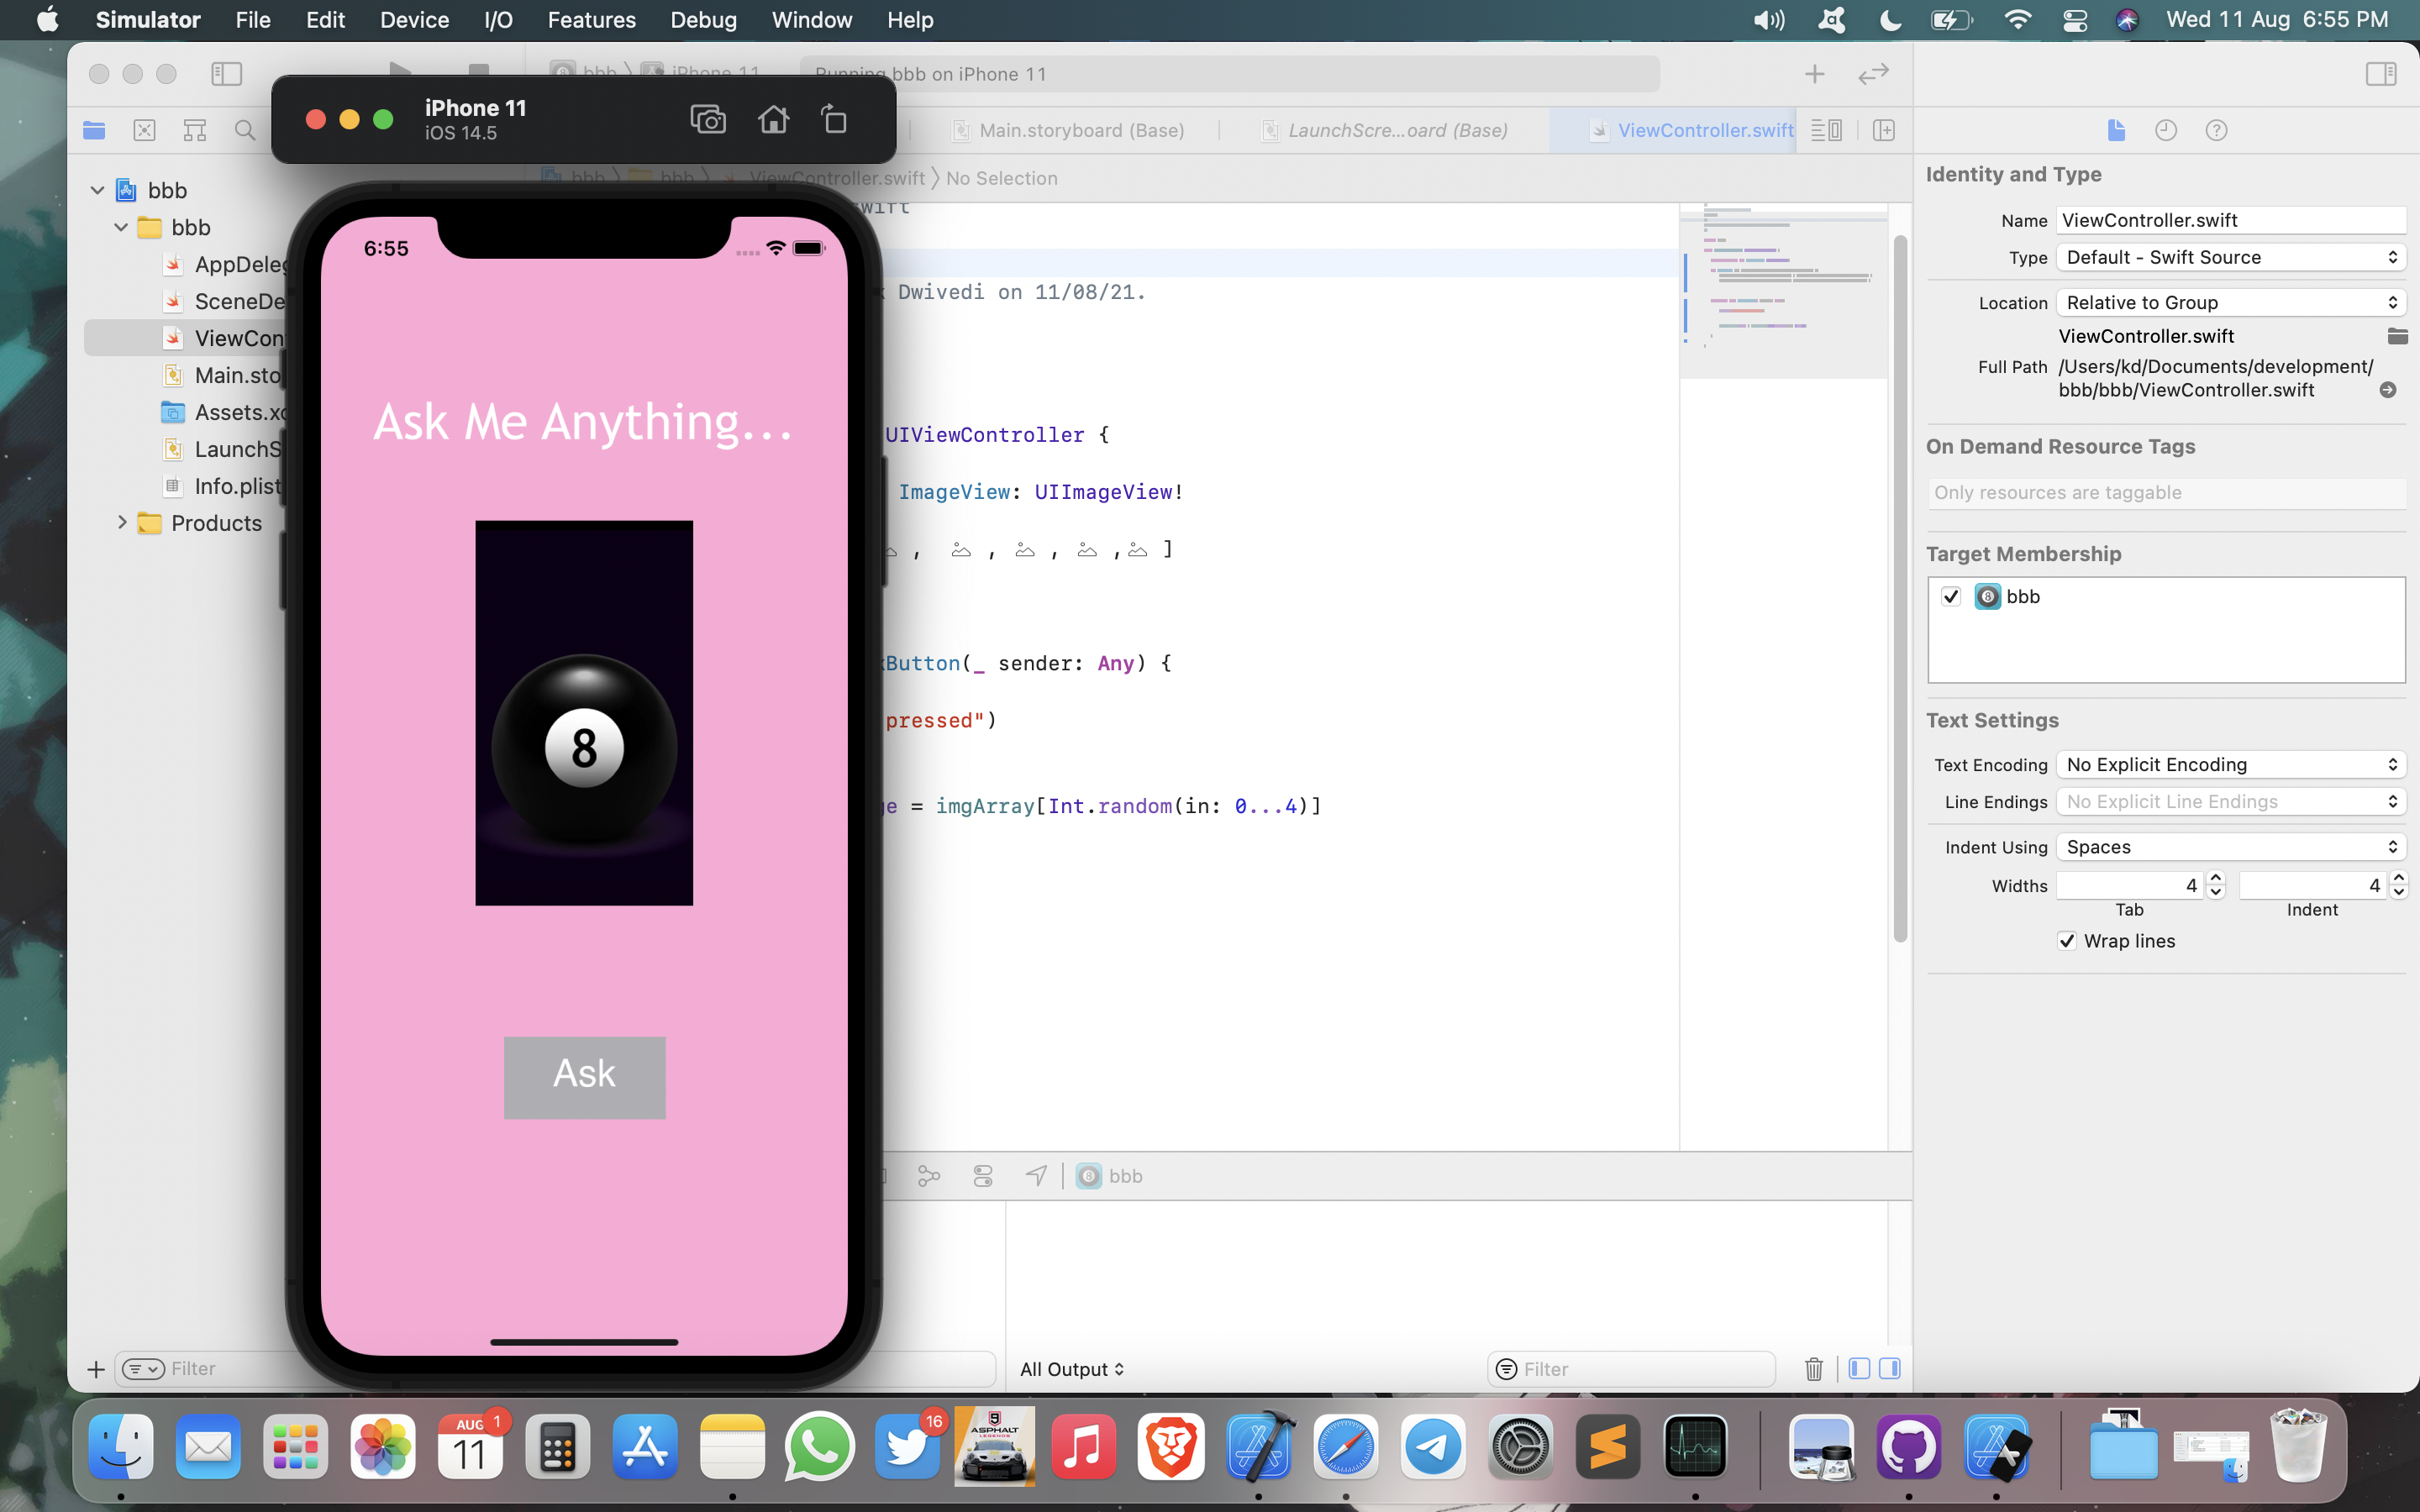 Simulator File Edit Device I/O Features Debug Window Help
Wed 11 Aug 6:55 PM
bbb iPhone 11
Running bbb on iPhone 11
iPhone 11
iOS 14.5
Main.storyboard (Base)
LaunchScre...oard (Base)
ViewController.swift
bbb bbb ViewController.swift No Selection
bbb
bbb
AppDeleg
SceneDe
ViewCon
Main.sto
Assets.xc
LaunchS
Info.plist
Products
6:55
Ask Me Anything...
8
Ask
swift
Dwivedi on 11/08/21.
UIViewController {
ImageView: UIImageView!
, , , , ]
Button(_ sender: Any) {
pressed")
ge = imgArray[Int.random(in: 0...4)]
bbb
Filter
All Output
Filter
Identity and Type
Name ViewController.swift
Type Default - Swift Source
Location Relative to Group
ViewController.swift
Full Path /Users/kd/Documents/development/
bbb/bbb/ViewController.swift
On Demand Resource Tags
Only resources are taggable
Target Membership
8 bbb
Text Settings
Text Encoding No Explicit Encoding
Line Endings No Explicit Line Endings
Indent Using Spaces
Widths 4 4
Tab Indent
Wrap lines
AUG 1
11
16
9
ASPHALT
LEGENDS